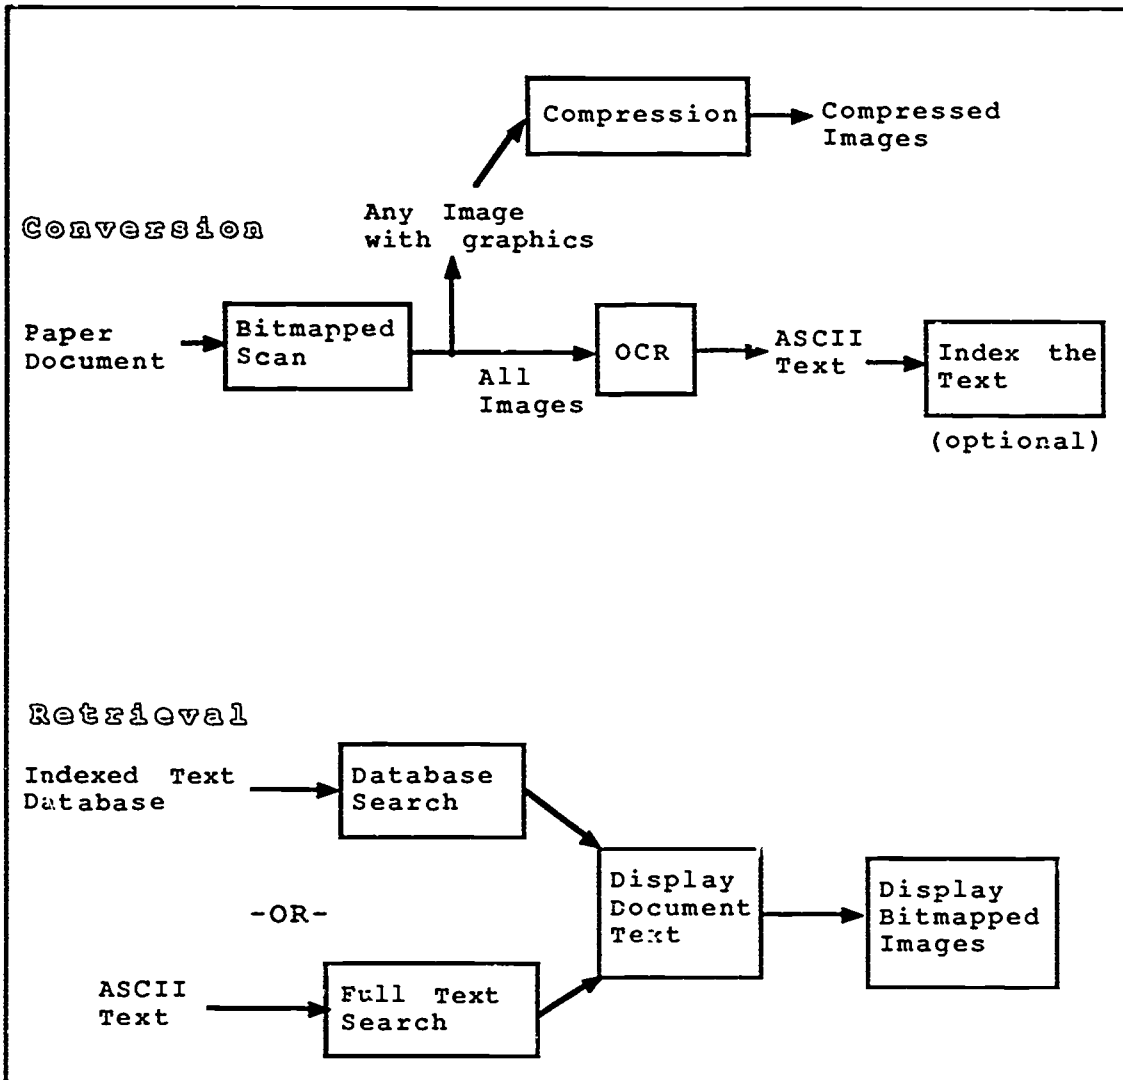 Compression
Compressed
Images
Any Image
with graphics
Conversion
Paper
Document
Bitmapped
Scan
All
Images
OCR
ASCII
Text
Index the
Text
(optional)
Retrieval
Indexed Text
Database
Database
Search
-OR-
ASCII
Text
Full Text
Search
Display
Document
Text
Display
Bitmapped
Images